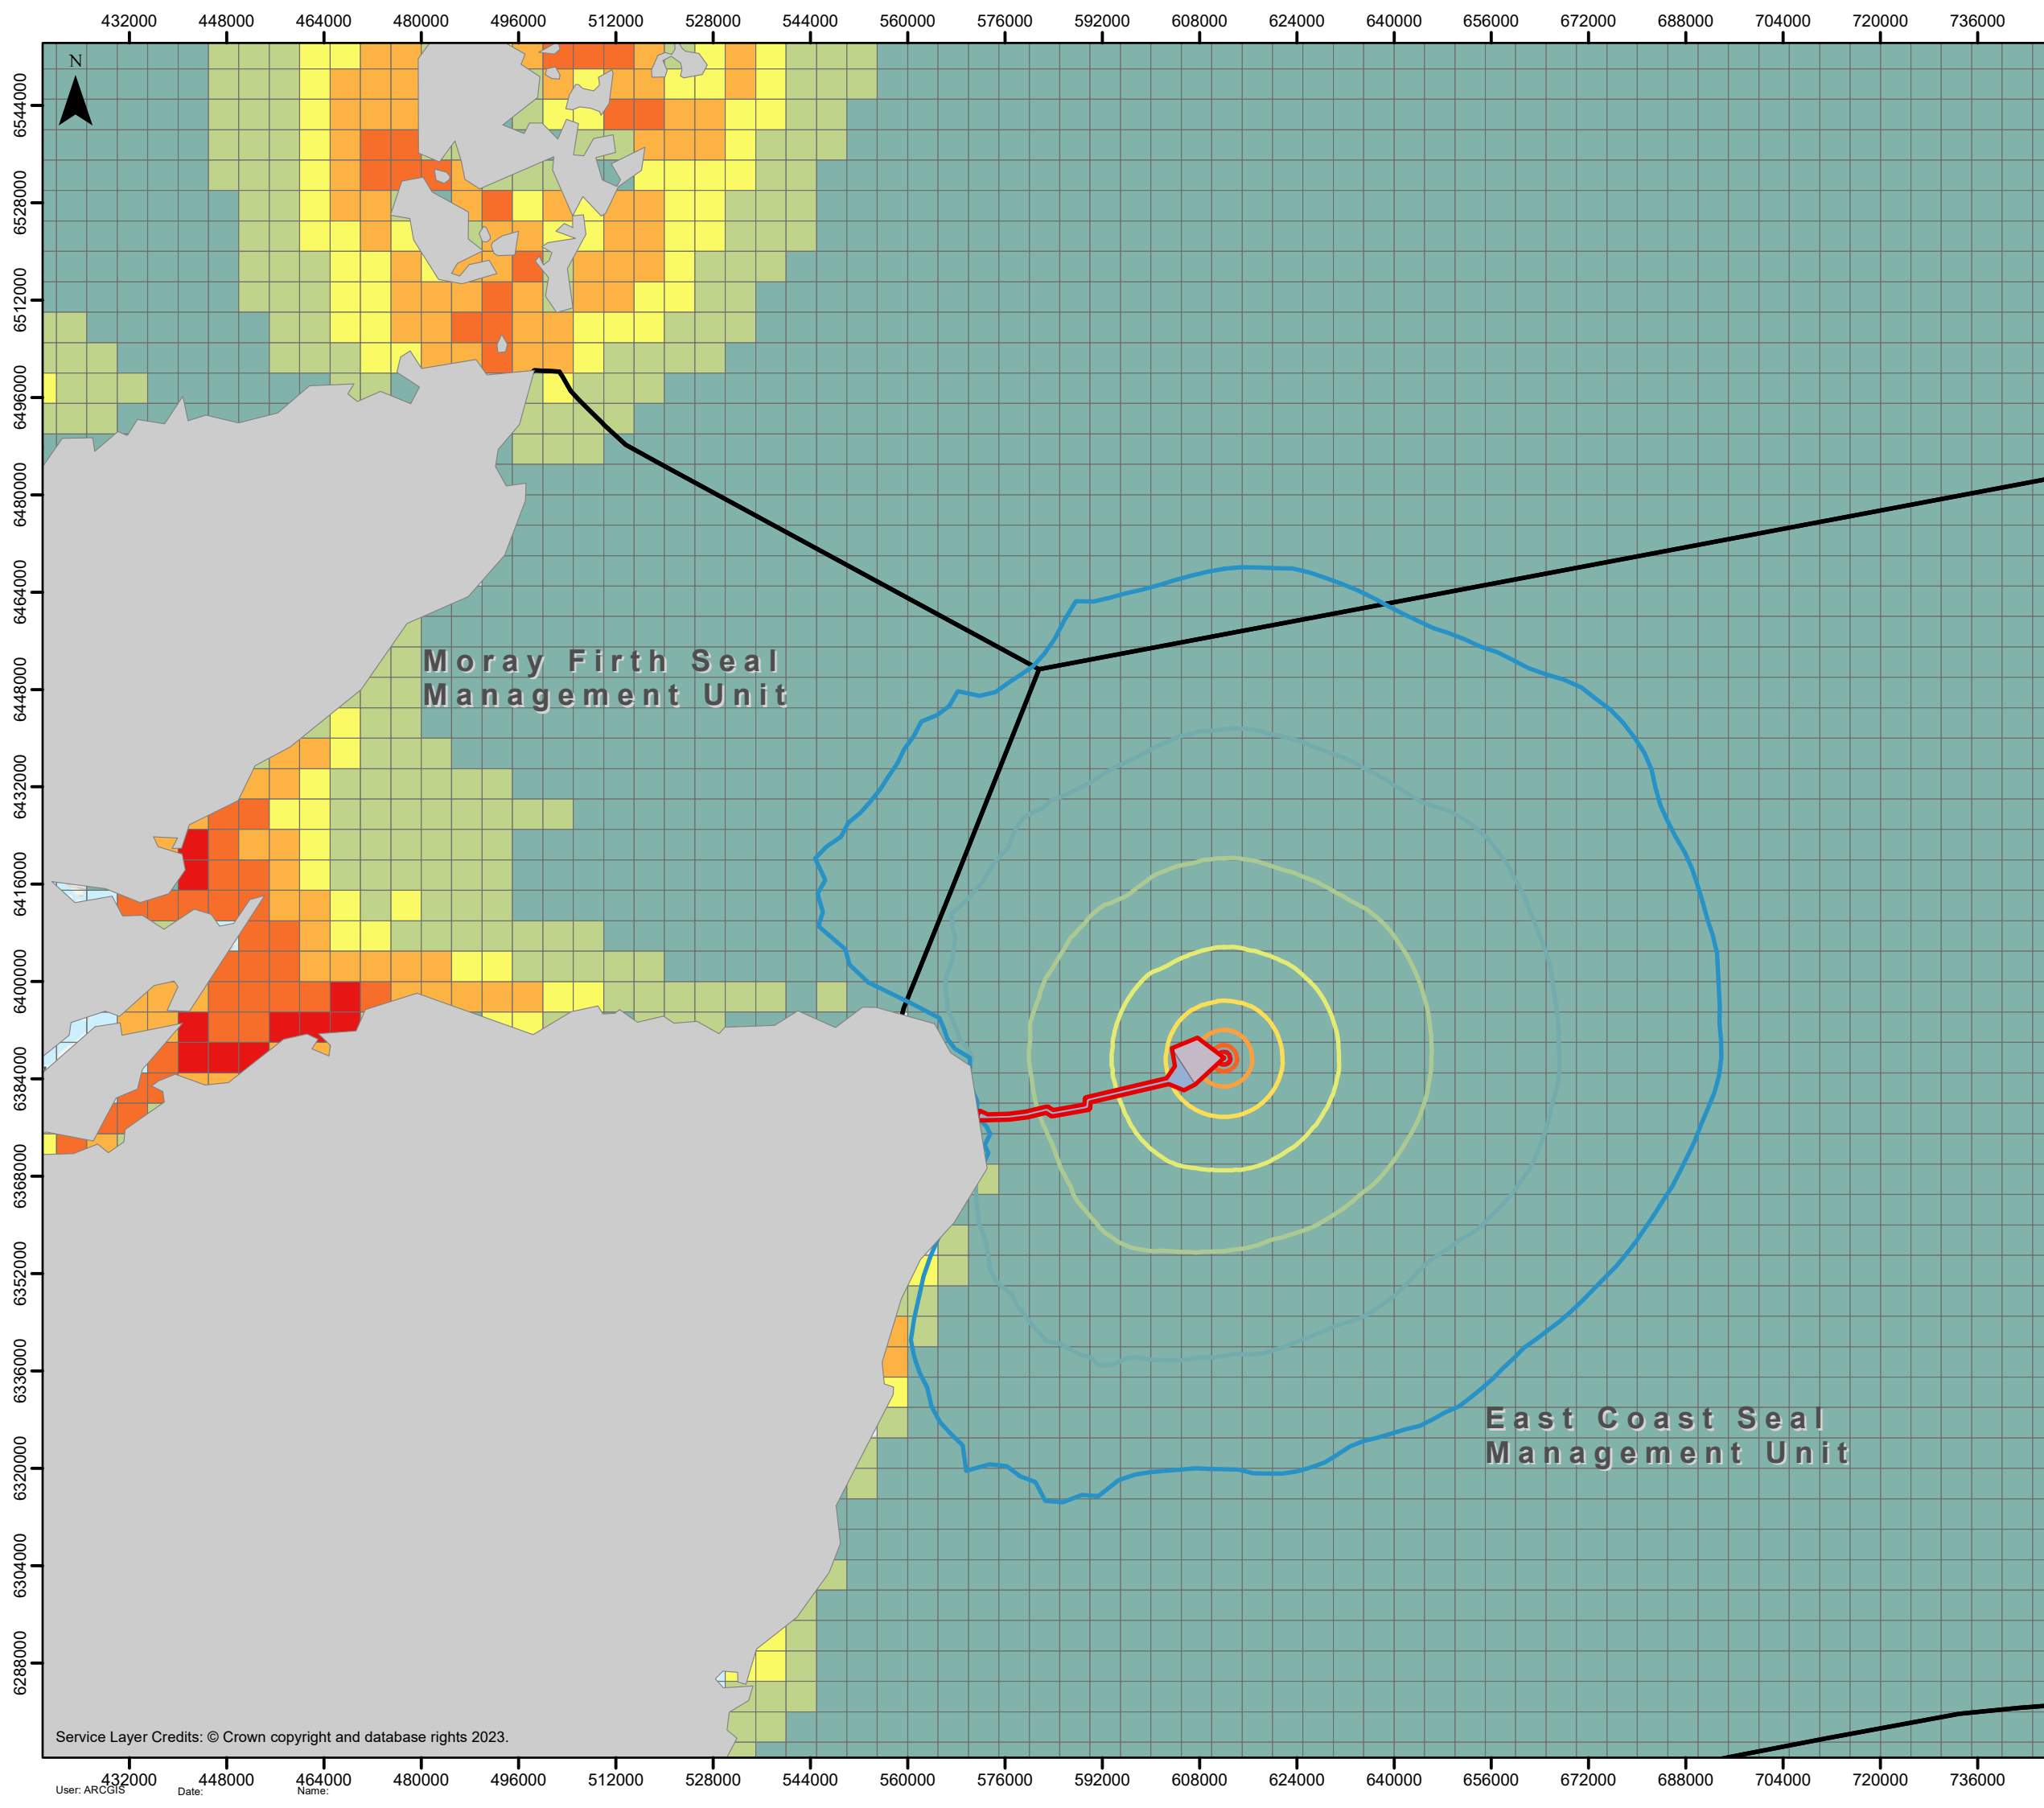 432000 448000 464000 480000 496000 512000 528000 544000 560000 576000 592000 608000 624000 640000 656000 672000 688000 704000 720000 736000
N
6544000
6528000
6512000
6496000
6480000
6464000
6448000
6432000
6416000
6400000
6384000
6368000
6352000
6336000
6320000
6304000
6288000
Moray Firth Seal
Management Unit
East Coast Seal
Management Unit
Service Layer Credits: © Crown copyright and database rights 2023.
432000 448000 464000 480000 496000 512000 528000 544000 560000 576000 592000 608000 624000 640000 656000 672000 688000 704000 720000 736000
User: ARCGIS Date: Name: